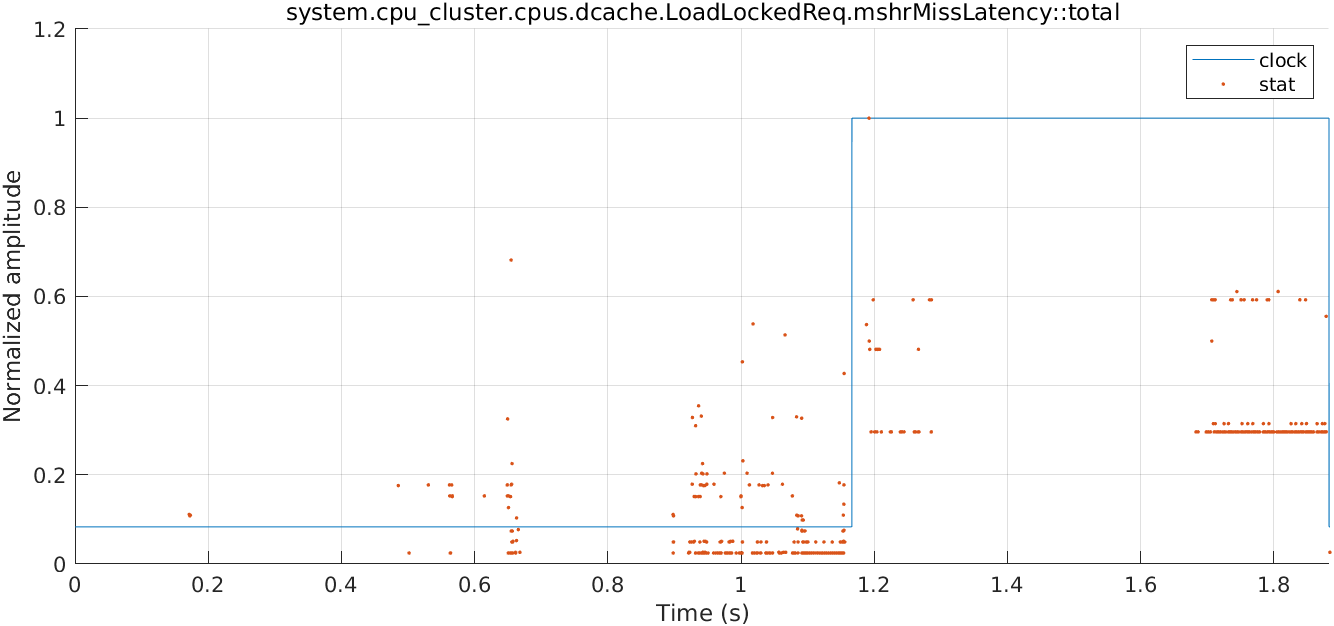 system.cpu_cluster.cpus.dcache.LoadLockedReq.mshrMissLatency::total
1.2
1
0.8
0.6
0.4
0.2
0
Normalized amplitude
clock
stat
0 0.2 0.4 0.6 0.8 1 1.2 1.4 1.6 1.8
Time (s)